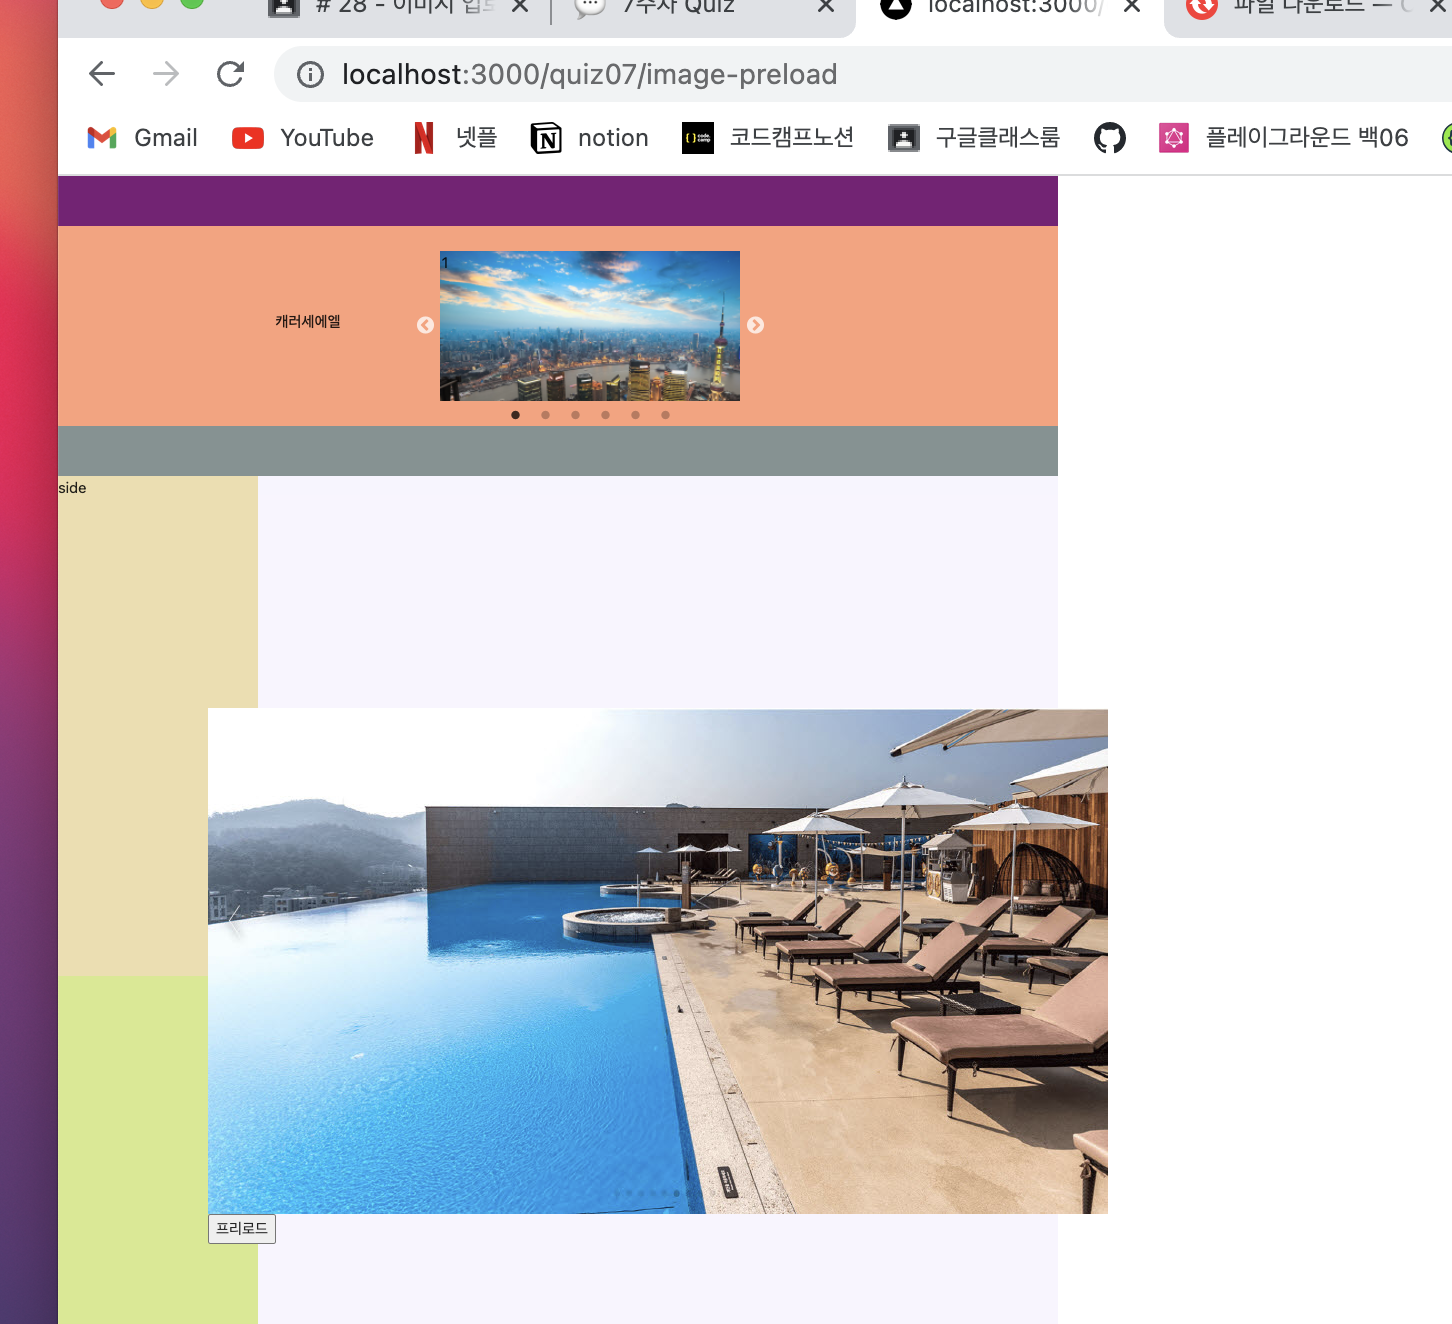 # 28 - 이미지 업로
7주차 Quiz
localhost:3000/
파일 다운로드 —
localhost:3000/quiz07/image-preload
Gmail
YouTube
넷플
notion
코드캠프노션
구글클래스룸
플레이그라운드 백06
1
캐러세에엘
side
프리로드